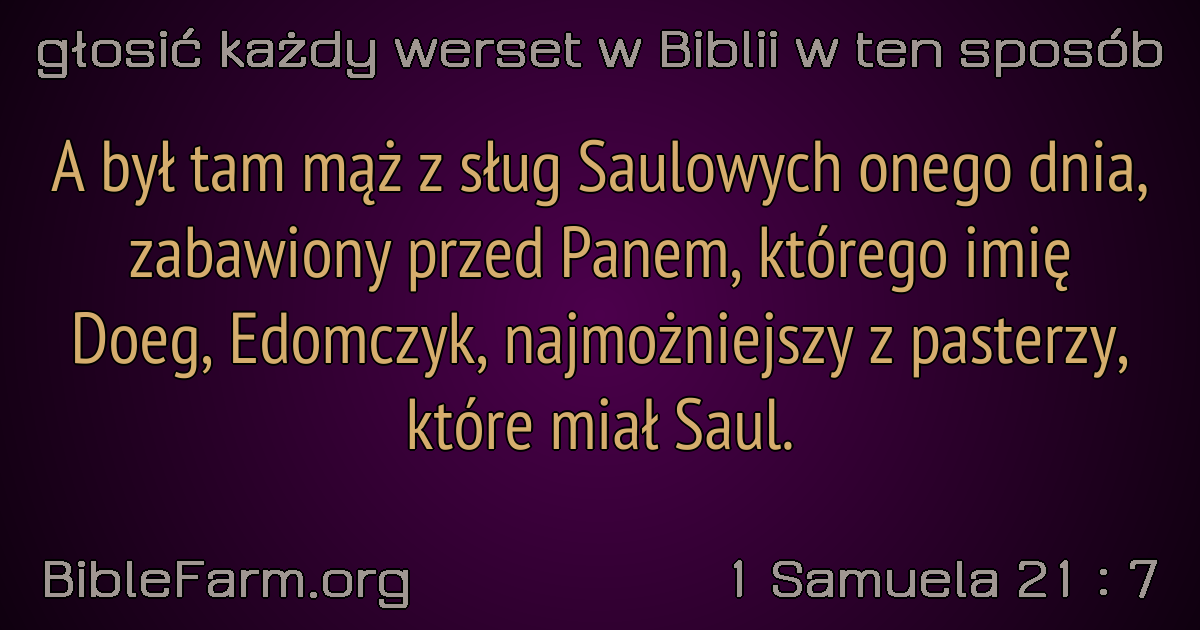 głosić każdy werset w Biblii w ten sposób
A był tam mąż z sług Saulowych onego dnia,
zabawiony przed Panem, którego imię
Doeg, Edomczyk, najmożniejszy z pasterzy,
które miał Saul.
BibleFarm.org
1 Samuela 21 : 7